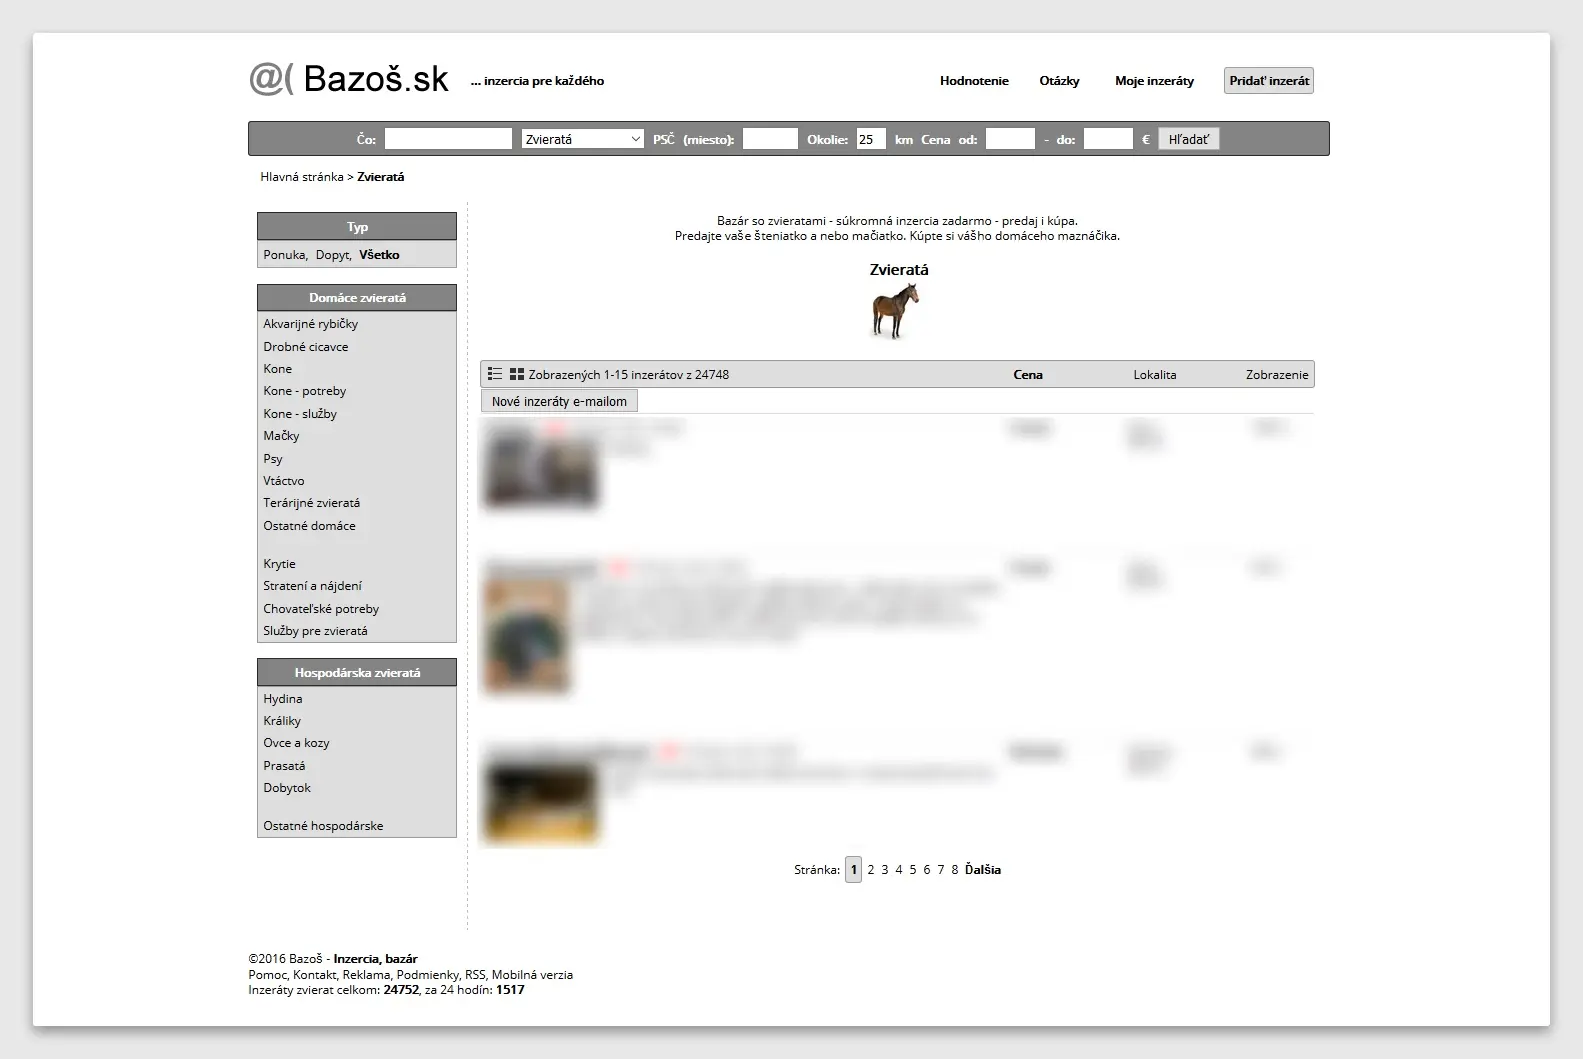 @( Bazoš.sk ... inzercia pre každého Hodnotenie Otázky Moje inzeráty Pridať inzerát
Čo: Zvieratá PSČ (miesto): Okolie: 25 km Cena od: - do: € Hľadať
Hlavná stránka > Zvieratá
Typ
Ponuka, Dopyt, Všetko
Domáce zvieratá
Akvarijné rybičky
Drobné cicavce
Kone
Kone - potreby
Kone - služby
Mačky
Psy
Vtáctvo
Terárijné zvieratá
Ostatné domáce
Krytie
Stratení a nájdení
Chovateľské potreby
Služby pre zvieratá
Hospodárska zvieratá
Hydina
Králiky
Ovce a kozy
Prasatá
Dobytok
Ostatné hospodárske
Bazár so zvieratami - súkromná inzercia zadarmo - predaj i kúpa.
Predajte vaše šteniatko a nebo mačiatko. Kúpte si vášho domáceho maznáčika.
Zvieratá
Zobrazených 1-15 inzerátov z 24748 Cena Lokalita Zobrazenie
Nové inzeráty e-mailom
Stránka: 1 2 3 4 5 6 7 8 Ďalšia
©2016 Bazoš - Inzercia, bazár
Pomoc, Kontakt, Reklama, Podmienky, RSS, Mobilná verzia
Inzeráty zvierat celkom: 24752, za 24 hodín: 1517